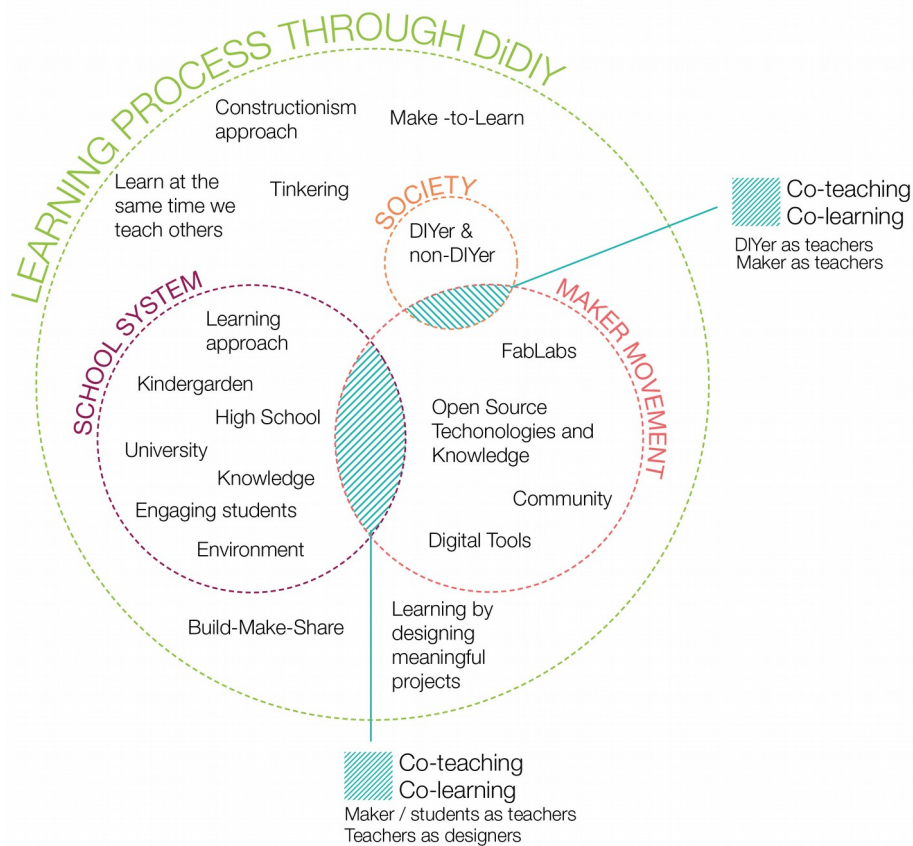 LEARNING PROCESS THROUGH DiDIY
Constructionism
approach
Make -to-Learn
Learn at the
same time we
teach others
Tinkering
SOCIETY
DIYer &
non-DIYer
Co-teaching
Co-learning
DIYer as teachers
Maker as teachers
SCHOOL SYSTEM
Learning
approach
Kindergarden
High School
University
Knowledge
Engaging students
Environment
MAKER MOVEMENT
FabLabs
Open Source
Techonologies and
Knowledge
Community
Digital Tools
Build-Make-Share
Learning by
designing
meaningful
projects
Co-teaching
Co-learning
Maker / students as teachers
Teachers as designers